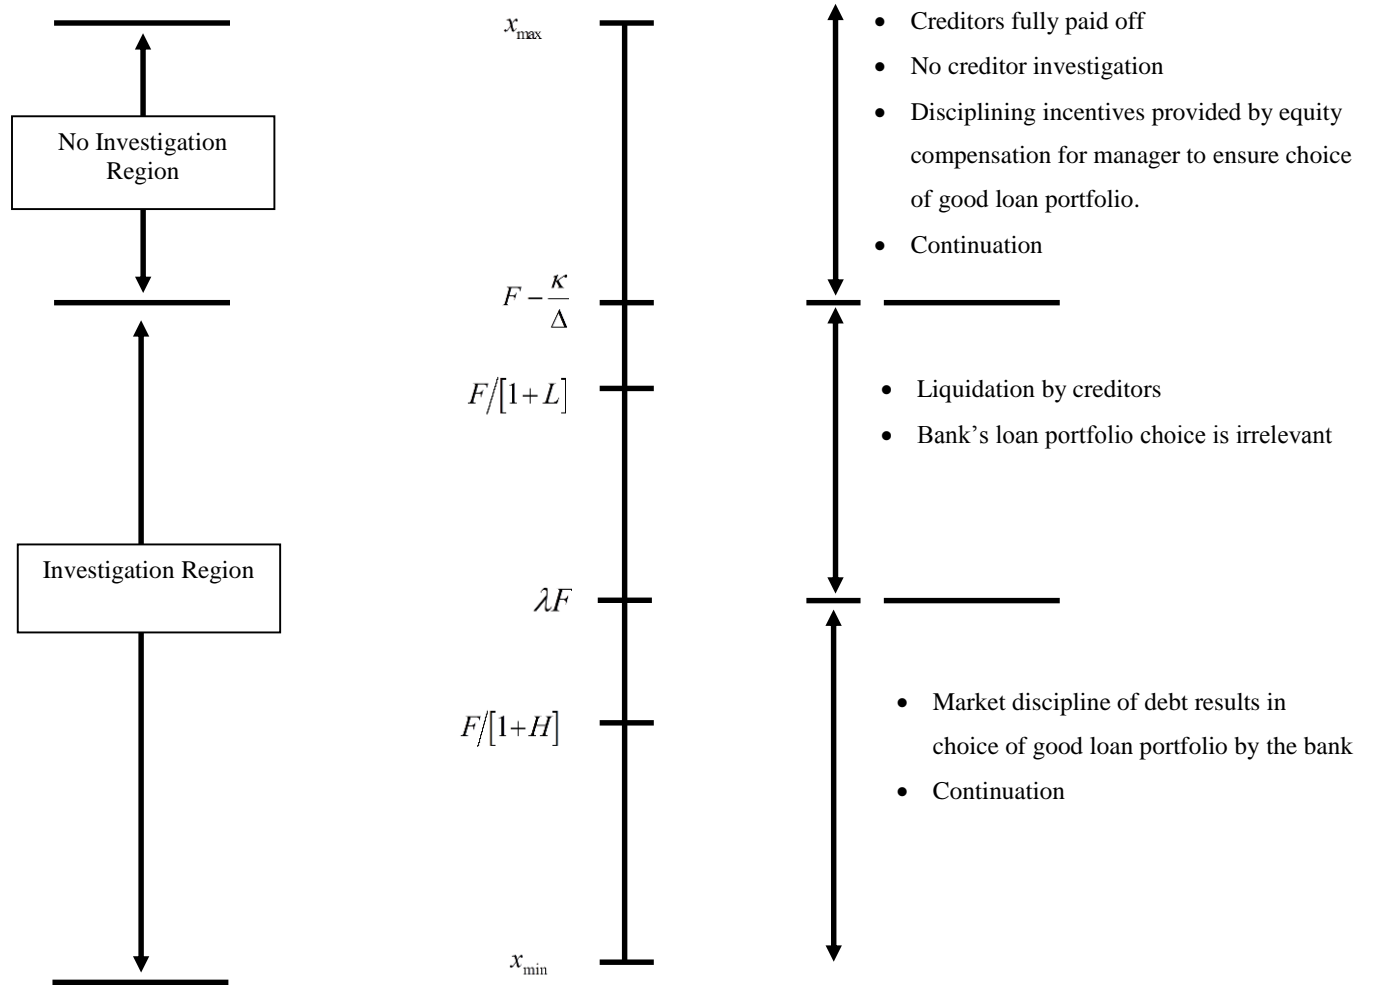 No Investigation
Region
Investigation Region
x_max
F − κ/Δ
F/[1+L]
λF
F/[1+H]
x_min
• Creditors fully paid off
• No creditor investigation
• Disciplining incentives provided by equity
compensation for manager to ensure choice
of good loan portfolio.
• Continuation
• Liquidation by creditors
• Bank’s loan portfolio choice is irrelevant
• Market discipline of debt results in
choice of good loan portfolio by the bank
• Continuation